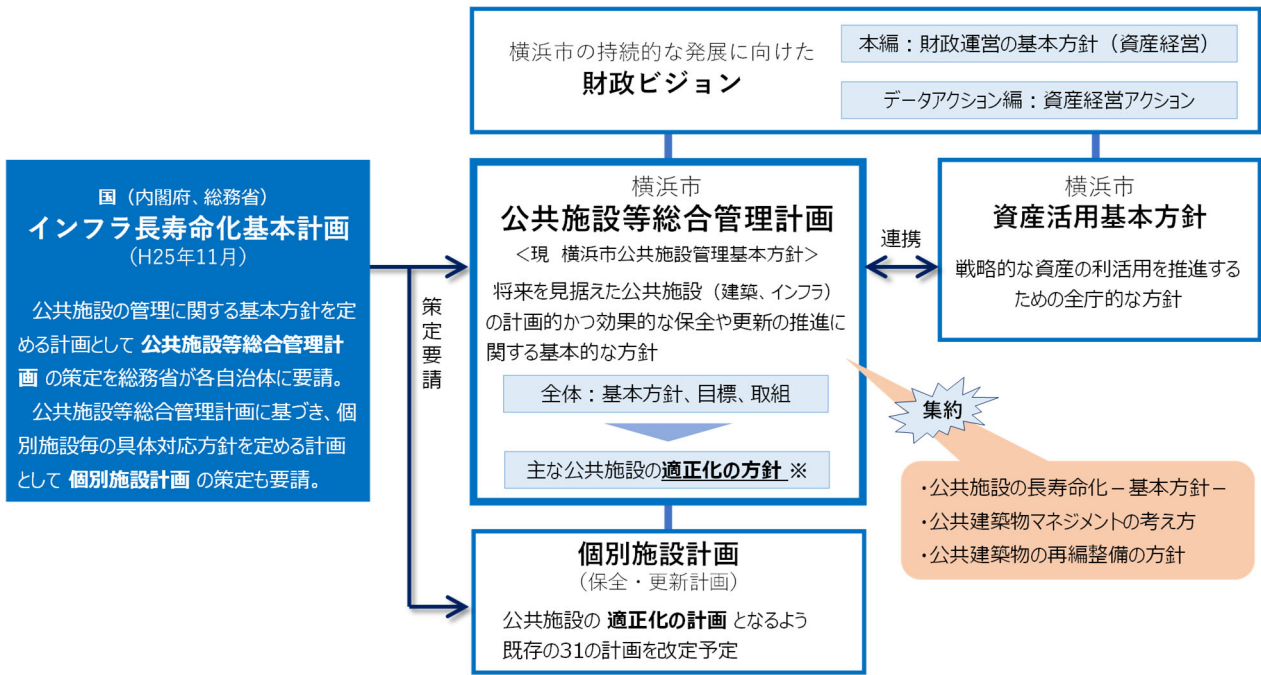 横浜市の持続的な発展に向けた
財政ビジョン
本編：財政運営の基本方針（資産経営）
データアクション編：資産経営アクション
国（内閣府、総務省）
インフラ長寿命化基本計画
（H25年11月）
公共施設の管理に関する基本方針を定
める計画として 公共施設等総合管理計
画 の策定を総務省が各自治体に要請。
公共施設等総合管理計画に基づき、個
別施設毎の具体対応方針を定める計画
として 個別施設計画 の策定も要請。
策定要請
横浜市
公共施設等総合管理計画
＜現　横浜市公共施設管理基本方針＞
将来を見据えた公共施設（建築、インフラ）
の計画的かつ効果的な保全や更新の推進に
関する基本的な方針
全体：基本方針、目標、取組
主な公共施設の適正化の方針 ※
連携
横浜市
資産活用基本方針
戦略的な資産の利活用を推進する
ための全庁的な方針
集約
・公共施設の長寿命化－基本方針－
・公共建築物マネジメントの考え方
・公共建築物の再編整備の方針
個別施設計画
（保全・更新計画）
公共施設の 適正化の計画 となるよう
既存の31の計画を改定予定